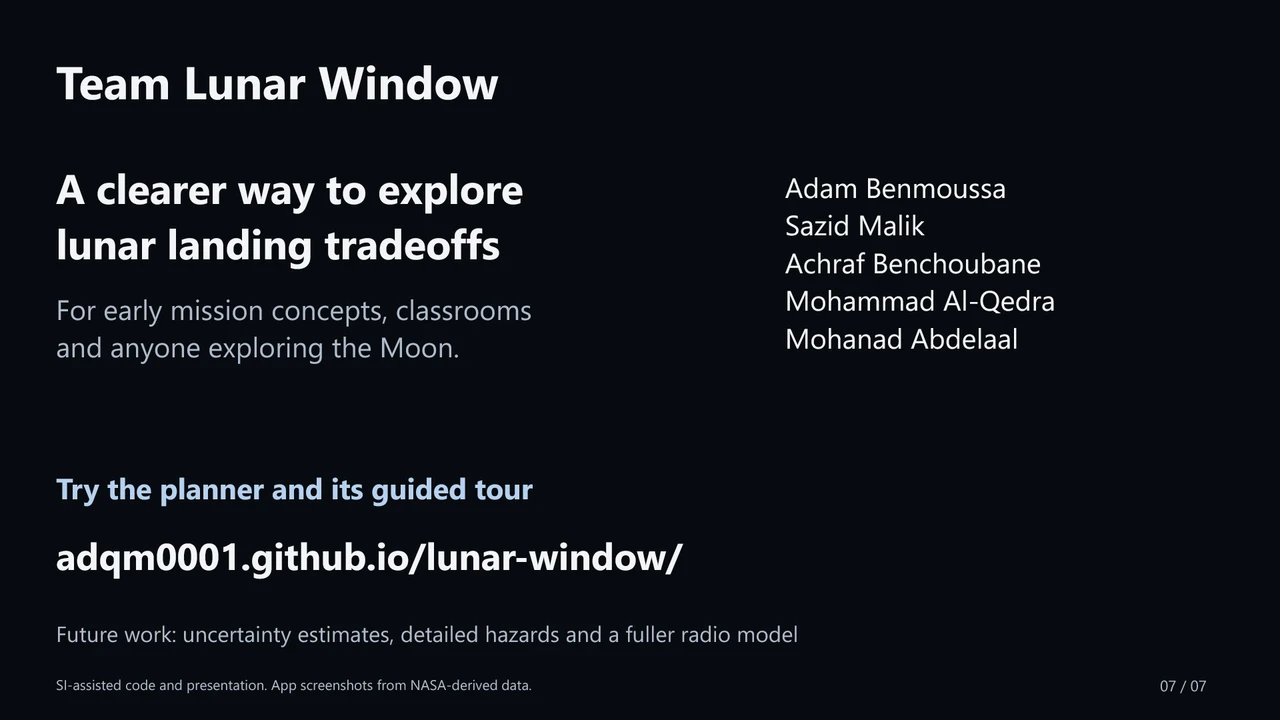 Team Lunar Window
A clearer way to explore
lunar landing tradeoffs
For early mission concepts, classrooms
and anyone exploring the Moon.
Adam Benmoussa
Sazid Malik
Achraf Benchoubane
Mohammad Al-Qedra
Mohanad Abdelaal
Try the planner and its guided tour
adqm0001.github.io/lunar-window/
Future work: uncertainty estimates, detailed hazards and a fuller radio model
SI-assisted code and presentation. App screenshots from NASA-derived data.
07 / 07